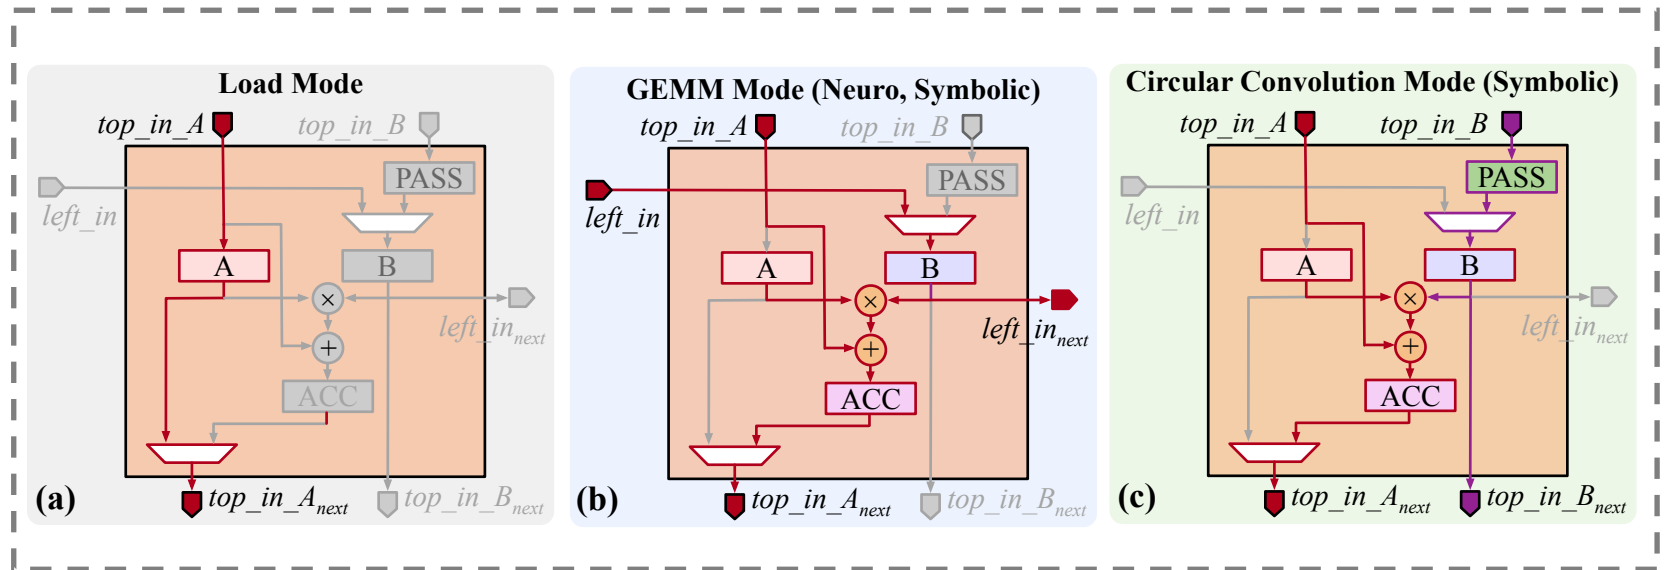 Load Mode
top_in_A
top_in_B
PASS
left_in
A
B
×
left_in_next
+
ACC
(a)
top_in_A_next
top_in_B_next
GEMM Mode (Neuro, Symbolic)
top_in_A
top_in_B
PASS
left_in
A
B
×
left_in_next
+
ACC
(b)
top_in_A_next
top_in_B_next
Circular Convolution Mode (Symbolic)
top_in_A
top_in_B
PASS
left_in
A
B
×
left_in_next
+
ACC
(c)
top_in_A_next
top_in_B_next